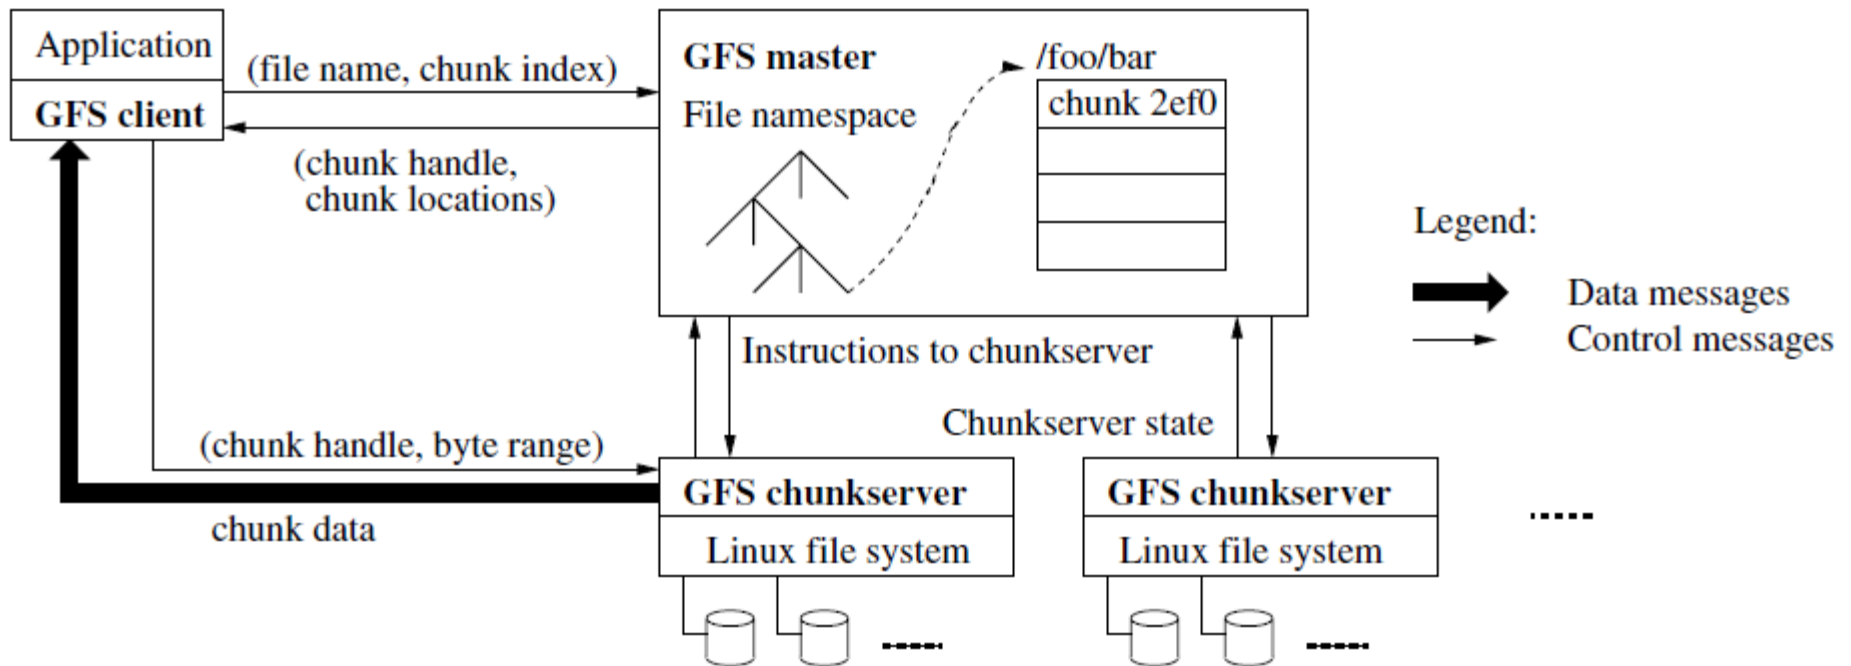 Application
GFS client
(file name, chunk index)
(chunk handle,
chunk locations)
GFS master
File namespace
/foo/bar
chunk 2ef0
Legend:
Data messages
Control messages
Instructions to chunkserver
Chunkserver state
(chunk handle, byte range)
chunk data
GFS chunkserver
Linux file system
GFS chunkserver
Linux file system